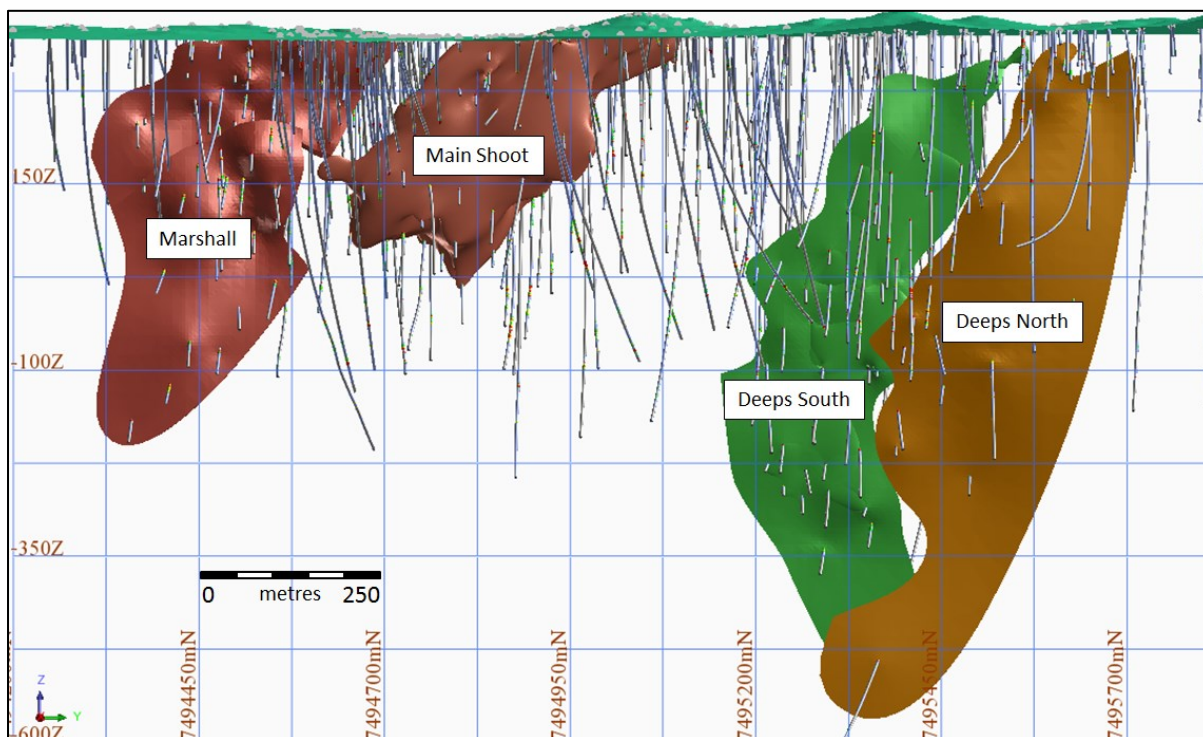 Main Shoot
150Z
Marshall
Deeps North
-100Z
Deeps South
-350Z
0 metres 250
7494450mN
7494700mN
7494950mN
7495200mN
7495450mN
7495700mN
Z
Y
-600Z